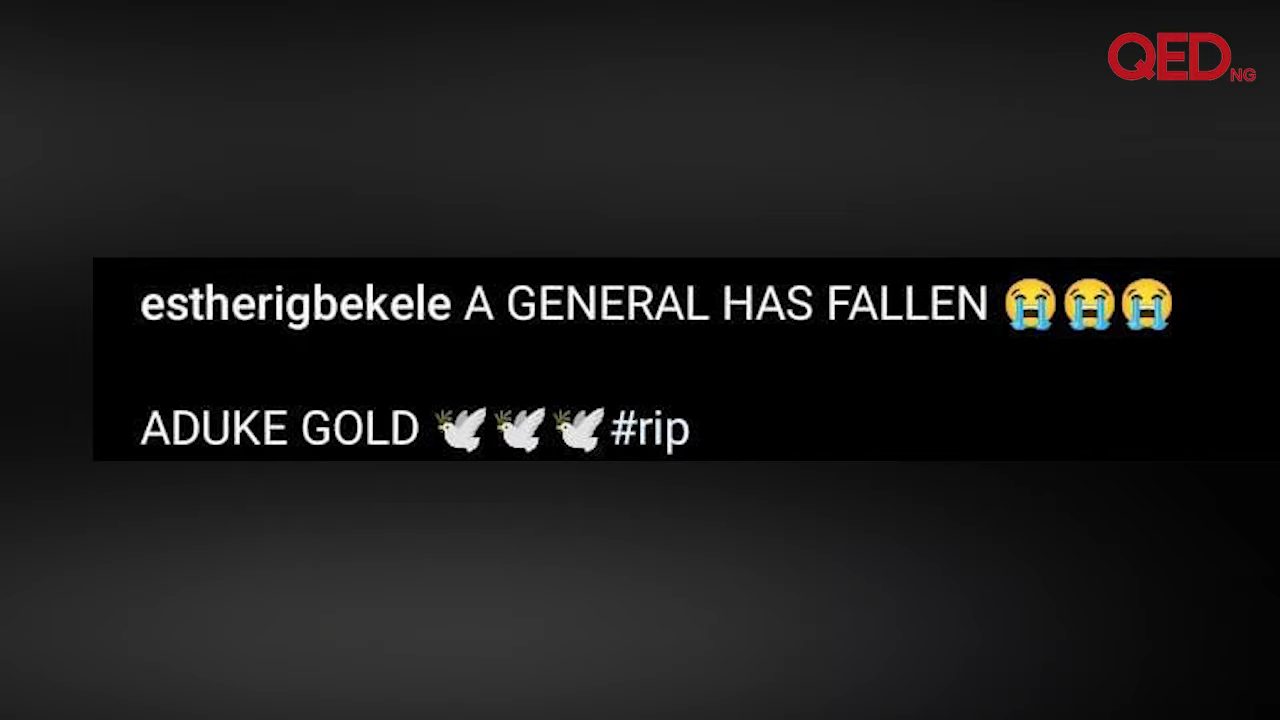 QED NG
estherigbekele A GENERAL HAS FALLEN 😭😭😭
ADUKE GOLD 🕊️🕊️🕊️#rip